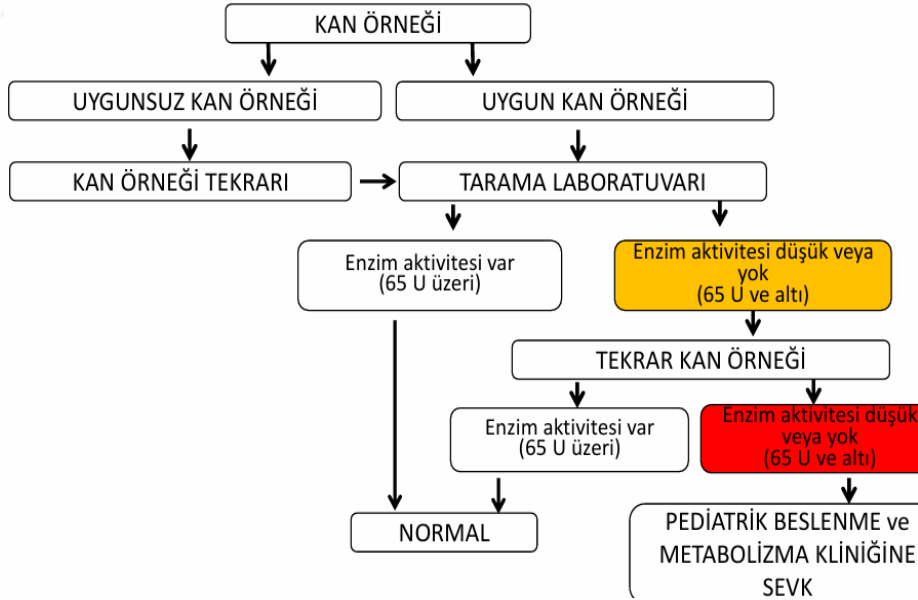 KAN ÖRNEĞİ
UYGUNSUZ KAN ÖRNEĞİ
UYGUN KAN ÖRNEĞİ
KAN ÖRNEĞİ TEKRARI
TARAMA LABORATUVARI
Enzim aktivitesi var
(65 U üzeri)
Enzim aktivitesi düşük veya
yok
(65 U ve altı)
TEKRAR KAN ÖRNEĞİ
Enzim aktivitesi var
(65 U üzeri)
Enzim aktivitesi düşük
veya yok
(65 U ve altı)
NORMAL
PEDİATRİK BESLENME ve
METABOLİZMA KLİNİĞİNE
SEVK